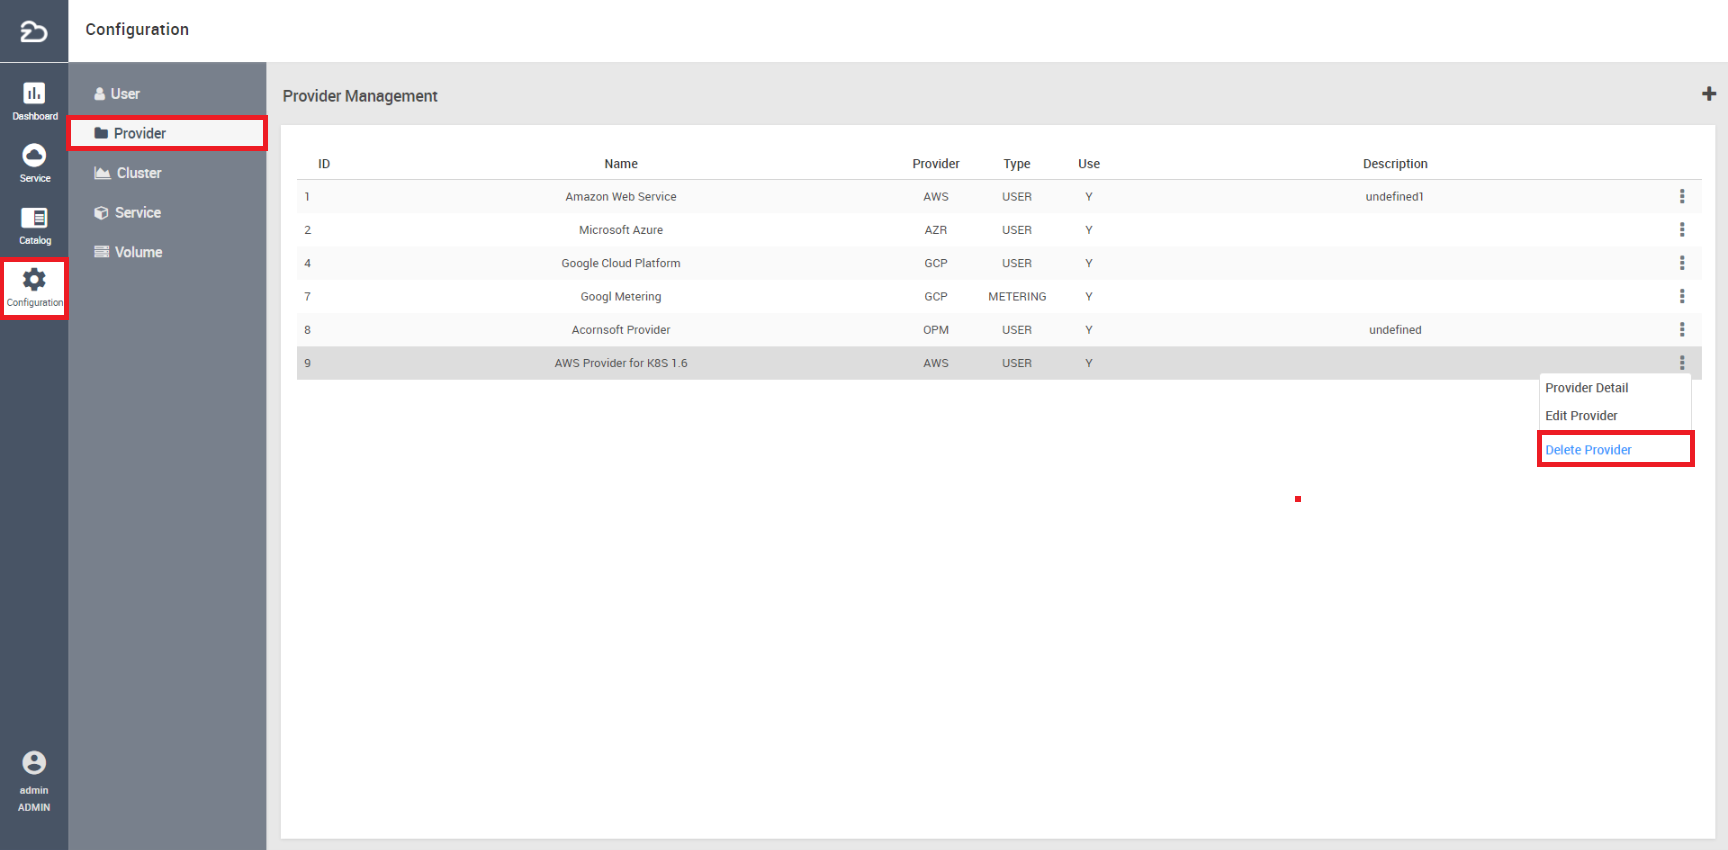 Configuration
Dashboard
Service
Catalog
Configuration
admin
ADMIN
User
Provider
Cluster
Service
Volume
Provider Management
ID Name Provider Type Use Description
1 Amazon Web Service AWS USER Y undefined1
2 Microsoft Azure AZR USER Y
4 Google Cloud Platform GCP USER Y
7 Googl Metering GCP METERING Y
8 Acornsoft Provider OPM USER Y undefined
9 AWS Provider for K8S 1.6 AWS USER Y
Provider Detail
Edit Provider
Delete Provider